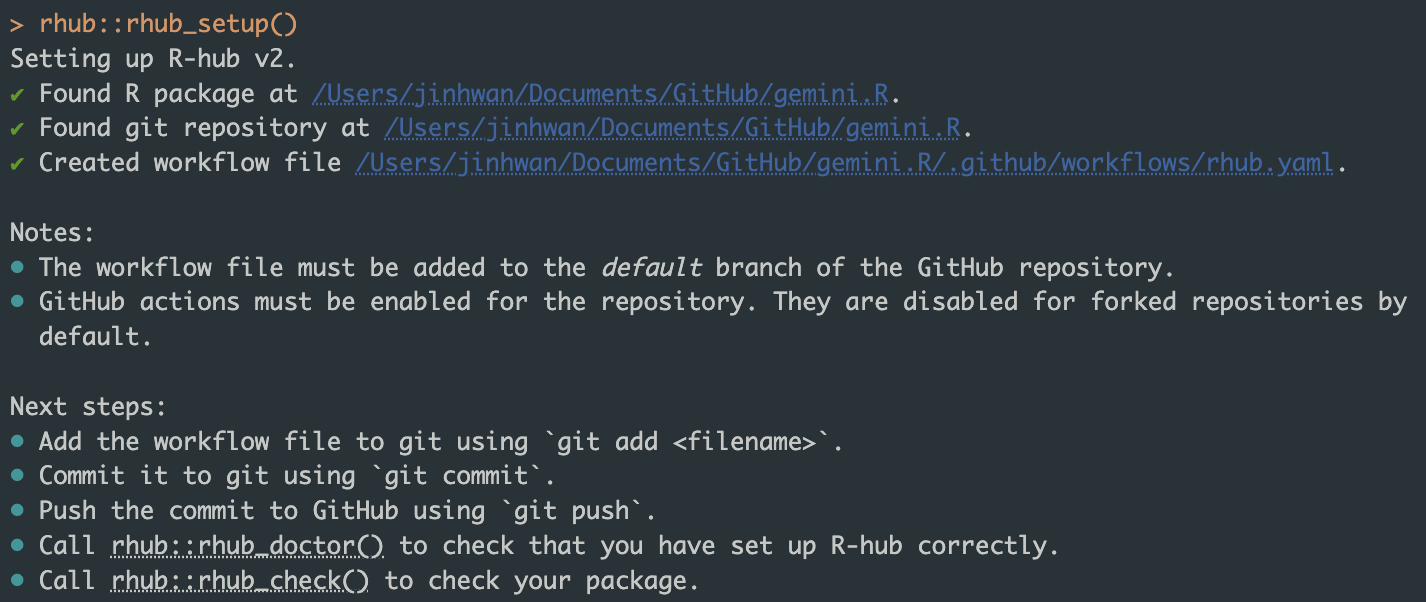 > rhub::rhub_setup()
Setting up R-hub v2.
✔ Found R package at /Users/jinhwan/Documents/GitHub/gemini.R.
✔ Found git repository at /Users/jinhwan/Documents/GitHub/gemini.R.
✔ Created workflow file /Users/jinhwan/Documents/GitHub/gemini.R/.github/workflows/rhub.yaml.
Notes:
● The workflow file must be added to the default branch of the GitHub repository.
● GitHub actions must be enabled for the repository. They are disabled for forked repositories by
default.
Next steps:
● Add the workflow file to git using `git add <filename>`.
● Commit it to git using `git commit`.
● Push the commit to GitHub using `git push`.
● Call rhub::rhub_doctor() to check that you have set up R-hub correctly.
● Call rhub::rhub_check() to check your package.